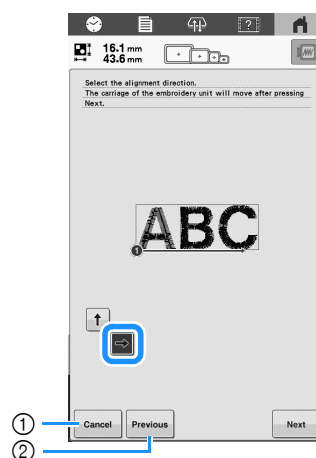 ?
16.1 mm
43.6 mm
Select the alignment direction.
The carriage of the embroidery unit will move after pressing
Next.
ABC
1
Cancel Previous Next
1
2